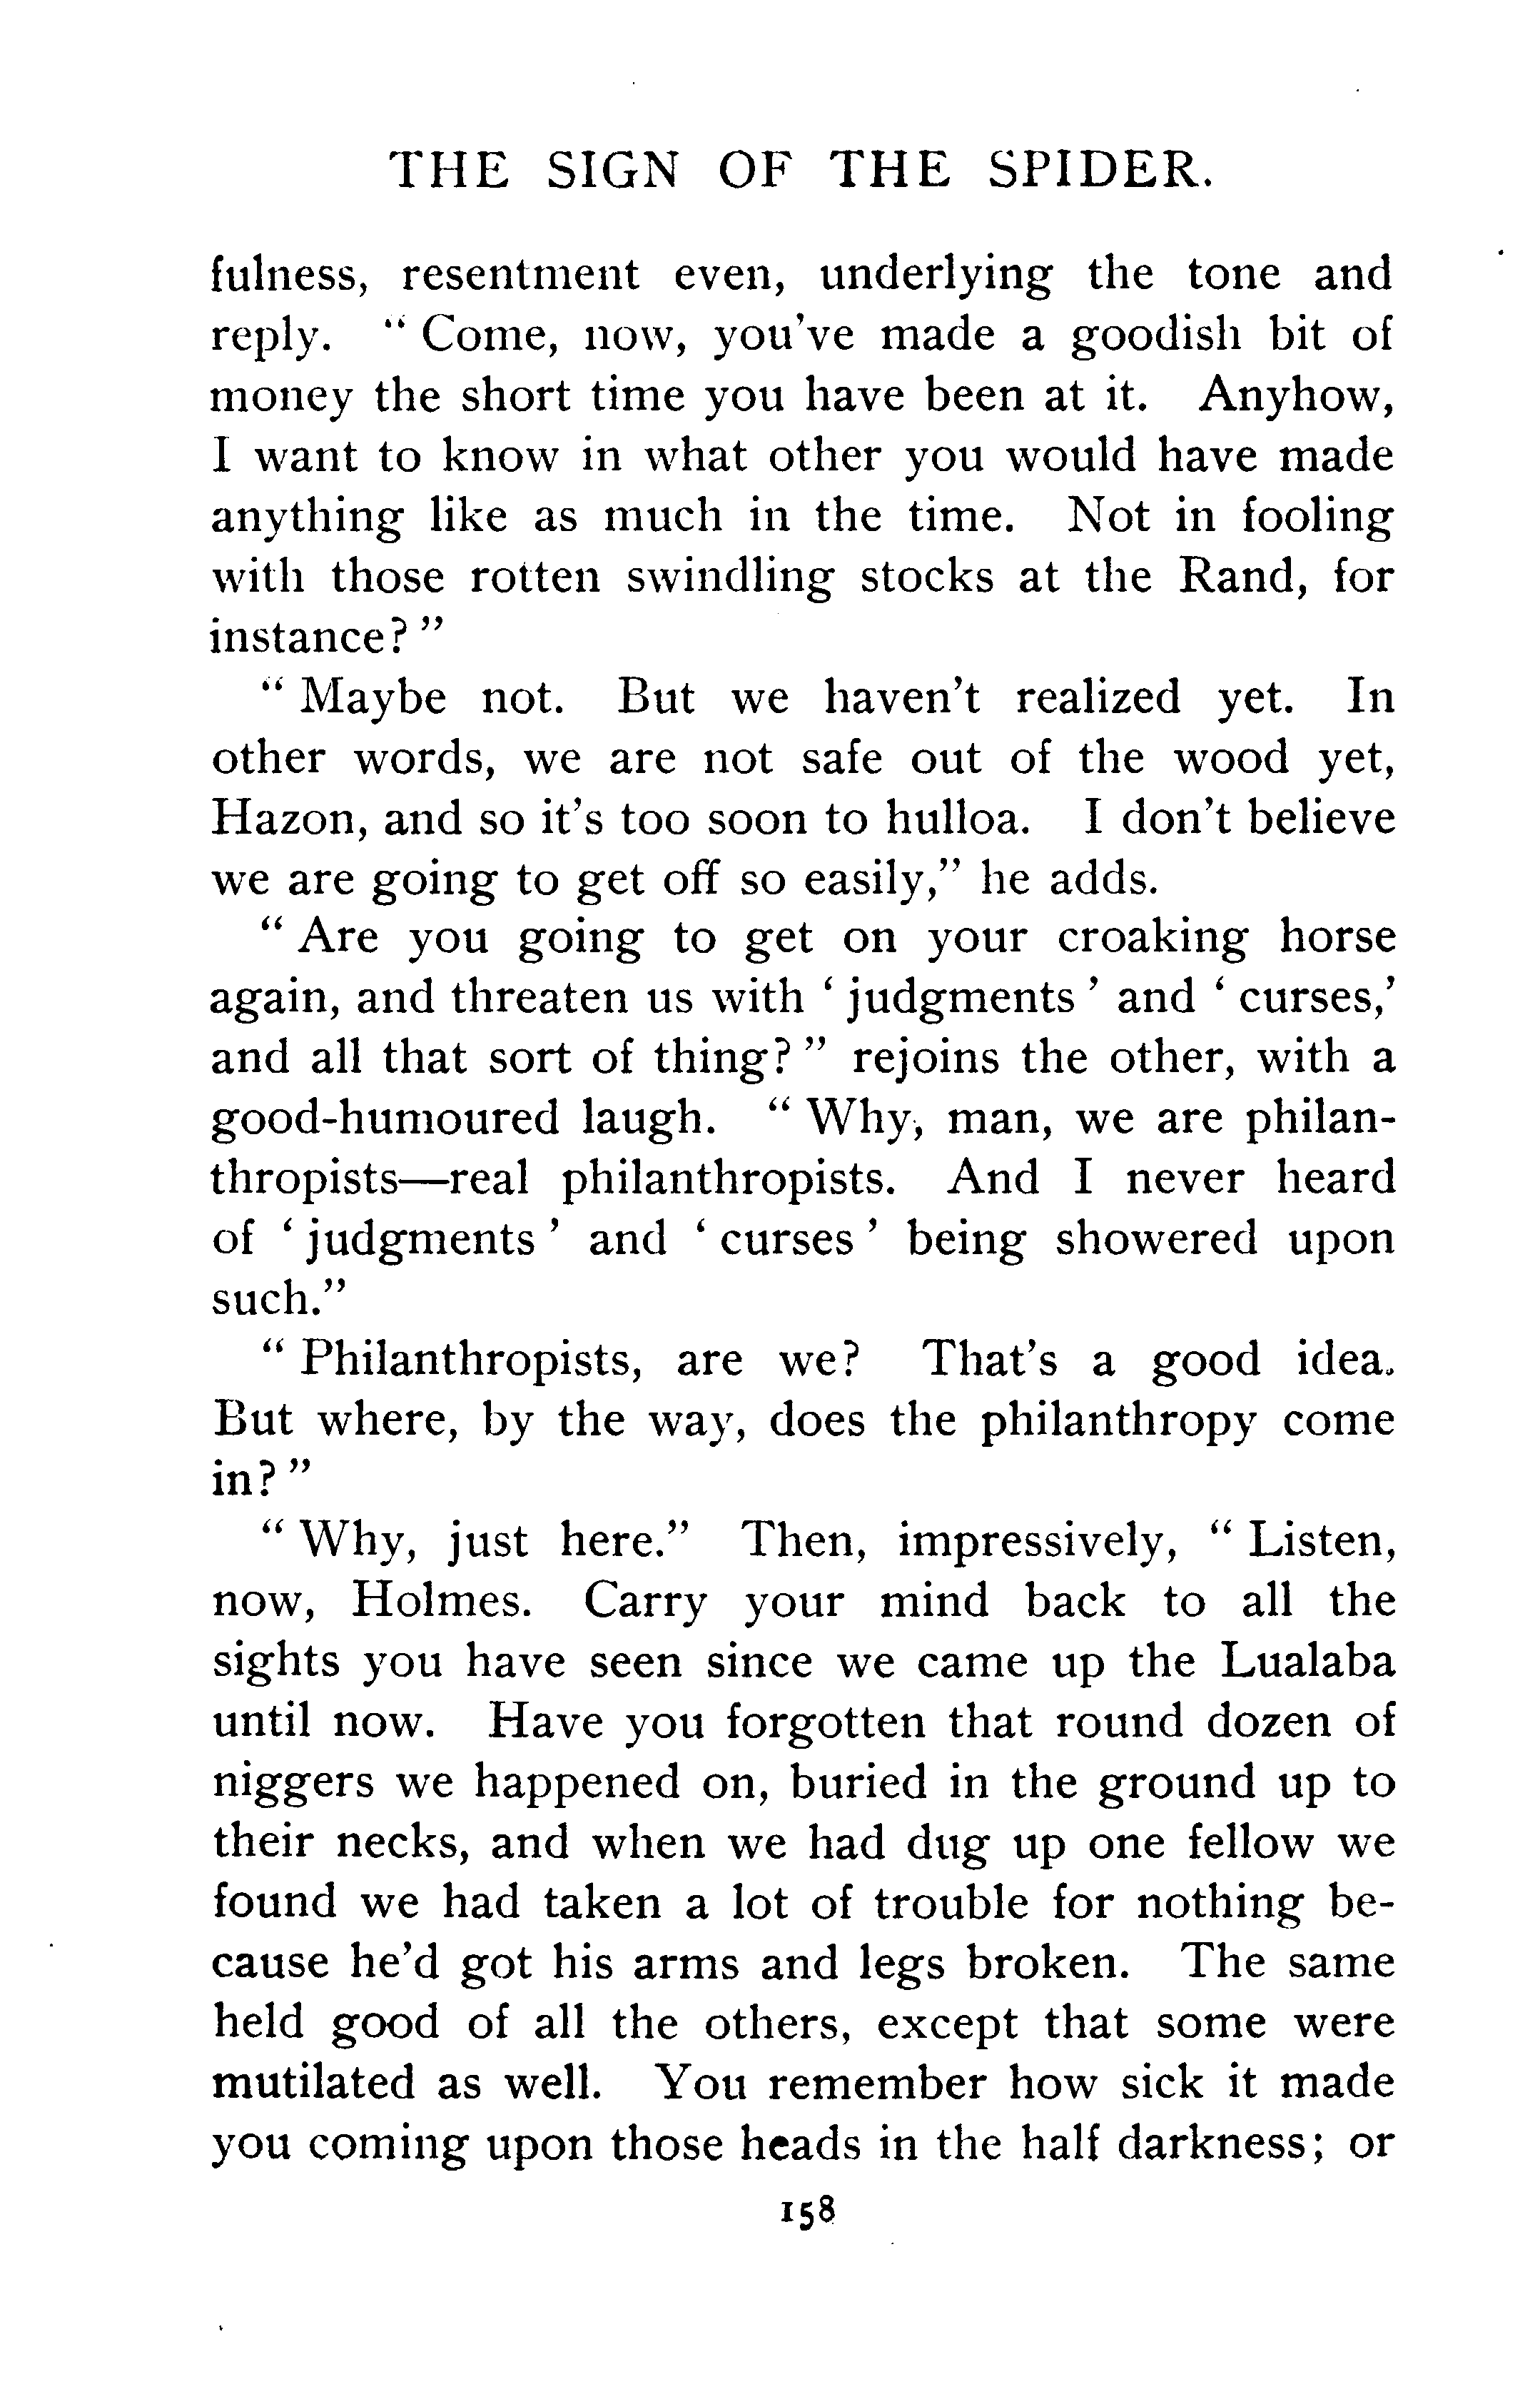 THE SIGN OF THE SPIDER.
fulness, resentment even, underlying the tone and
reply. “ Come, now, you’ve made a goodish bit of
money the short time you have been at it. Anyhow,
I want to know in what other you would have made
anything like as much in the time. Not in fooling
with those rotten swindling stocks at the Rand, for
instance? ”
“ Maybe not. But we haven’t realized yet. In
other words, we are not safe out of the wood yet,
Hazon, and so it’s too soon to hulloa. I don’t believe
we are going to get off so easily,” he adds.
“ Are you going to get on your croaking horse
again, and threaten us with ‘ judgments ’ and ‘ curses,’
and all that sort of thing? ” rejoins the other, with a
good-humoured laugh. “ Why, man, we are philan-
thropists—real philanthropists. And I never heard
of ‘ judgments ’ and ‘ curses ’ being showered upon
such.”
“ Philanthropists, are we? That’s a good idea.
But where, by the way, does the philanthropy come
in? ”
“ Why, just here.” Then, impressively, “ Listen,
now, Holmes. Carry your mind back to all the
sights you have seen since we came up the Lualaba
until now. Have you forgotten that round dozen of
niggers we happened on, buried in the ground up to
their necks, and when we had dug up one fellow we
found we had taken a lot of trouble for nothing be-
cause he’d got his arms and legs broken. The same
held good of all the others, except that some were
mutilated as well. You remember how sick it made
you coming upon those heads in the half darkness; or
158